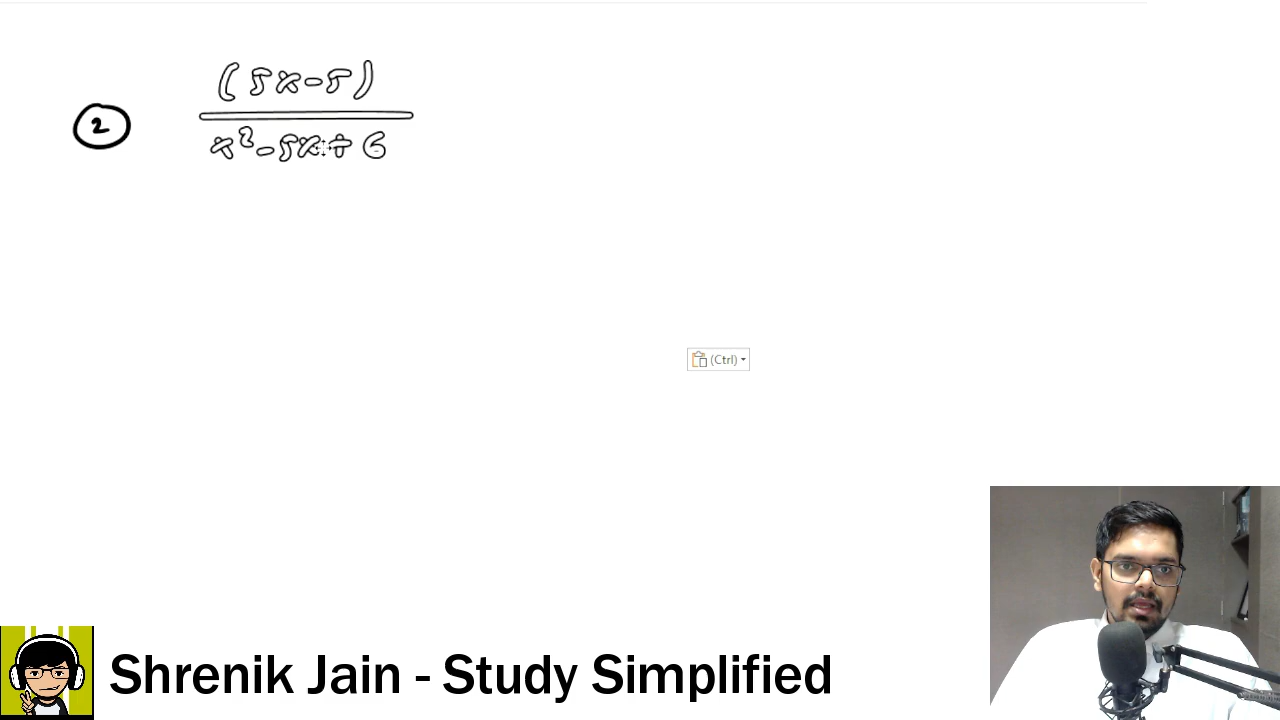 (5x-5)
②
x²-5x+6
(Ctrl)
Shrenik Jain - Study Simplified